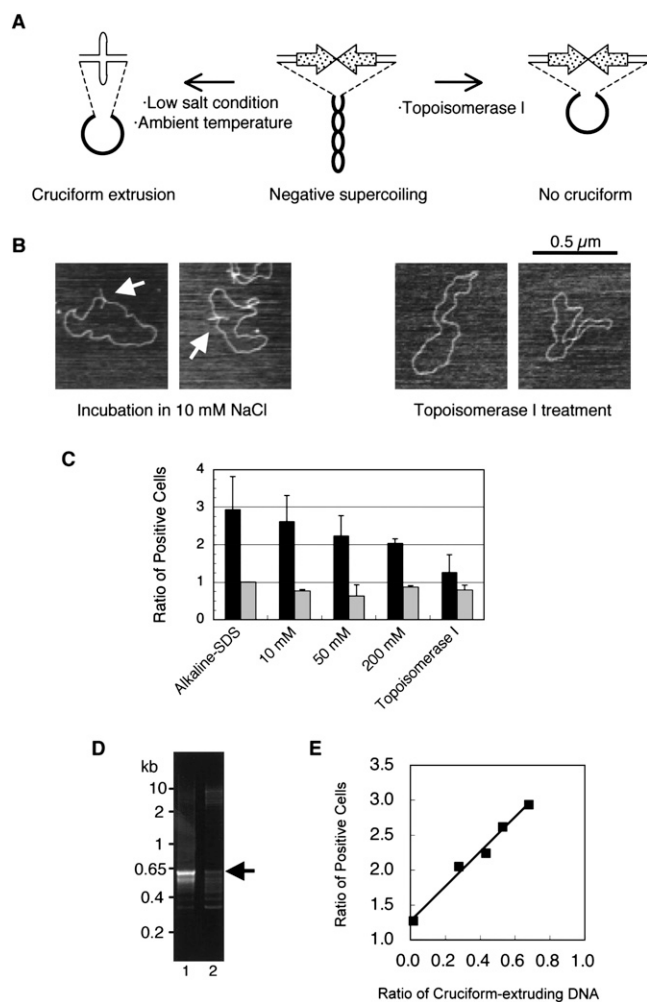 A
·Low salt condition
·Ambient temperature
·Topoisomerase I
Cruciform extrusion
Negative supercoiling
No cruciform
B
0.5 µm
Incubation in 10 mM NaCl
Topoisomerase I treatment
C
Ratio of Positive Cells
4
3
2
1
0
Alkaline-SDS
10 mM
50 mM
200 mM
Topoisomerase I
D
kb
10
2
1
0.65
0.4
0.2
1 2
E
Ratio of Positive Cells
3.5
3.0
2.5
2.0
1.5
1.0
0.0 0.2 0.4 0.6 0.8 1.0
Ratio of Cruciform-extruding DNA